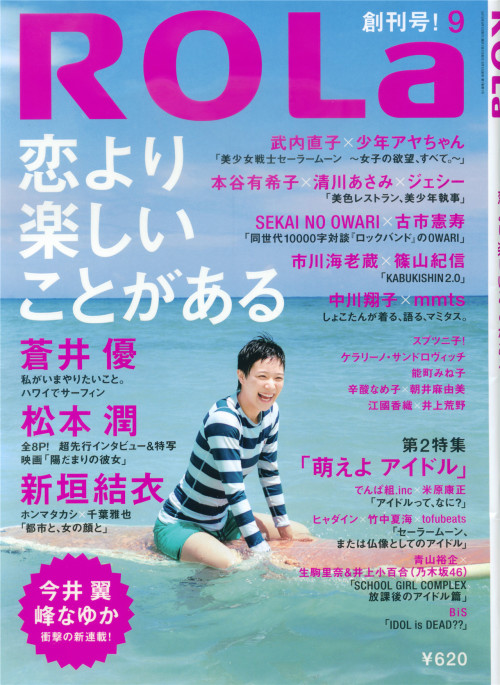 ROLa
創刊号! 9
恋より
楽しい
ことがある
武内直子×少年アヤちゃん
「美少女戦士セーラームーン 〜女子の欲望、すべて。〜」
本谷有希子×清川あさみ×ジェシー
「美色レストラン、美少年執事」
SEKAI NO OWARI×古市憲寿
「同世代10000字対談『ロックバンド』のOWARI」
市川海老蔵×篠山紀信
「KABUKISHIN2.0」
中川翔子×mmts
しょこたんが着る、語る、マミタス。
スプツニ子!
ケラリーノ・サンドロヴィッチ
能町みね子
辛酸なめ子・朝井麻由美
江國香織×井上荒野
蒼井 優
私がいまやりたいこと。
ハワイでサーフィン
松本 潤
全8P! 超先行インタビュー&特写
映画「陽だまりの彼女」
新垣結衣
ホンマタカシ×千葉雅也
「都市と、女の顔と」
第2特集
「萌えよ アイドル」
でんぱ組.inc×米原康正
「アイドルって、なに?」
ヒャダイン×竹中夏海×tofubeats
「セーラームーン、
または仏像としてのアイドル」
青山裕企×
生駒里奈&井上小百合(乃木坂46)
「SCHOOL GIRL COMPLEX
放課後のアイドル篇」
BiS
「IDOL is DEAD??」
今井 翼
峰なゆか
衝撃の新連載!
¥620
ROLa